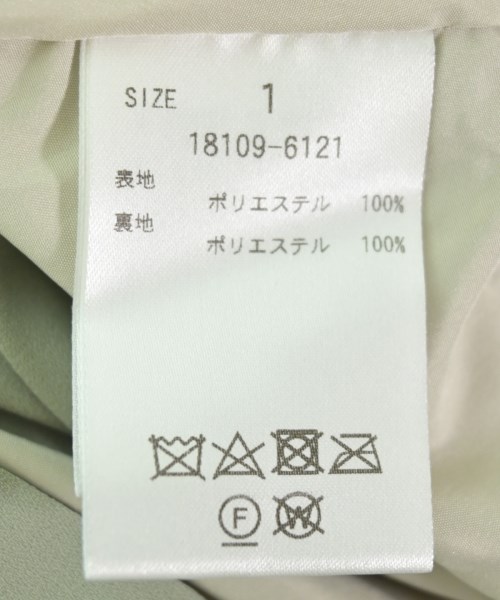 SIZE 1
18109-6121
表地
ポリエステル 100%
裏地
ポリエステル 100%
F W